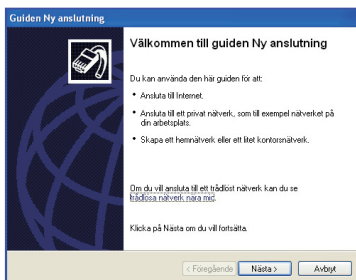 Guiden Ny anslutning
Välkommen till guiden Ny anslutning
Du kan använda den här guiden för att:
• Ansluta till Internet.
• Ansluta till ett privat nätverk, som till exempel nätverket på
din arbetsplats.
• Skapa ett hemnätverk eller ett litet kontorsnätverk.
Om du vill ansluta till ett trådlöst nätverk kan du se
trådlösa nätverk nära mig.
Klicka på Nästa om du vill fortsätta.
< Föregående Nästa > Avbryt